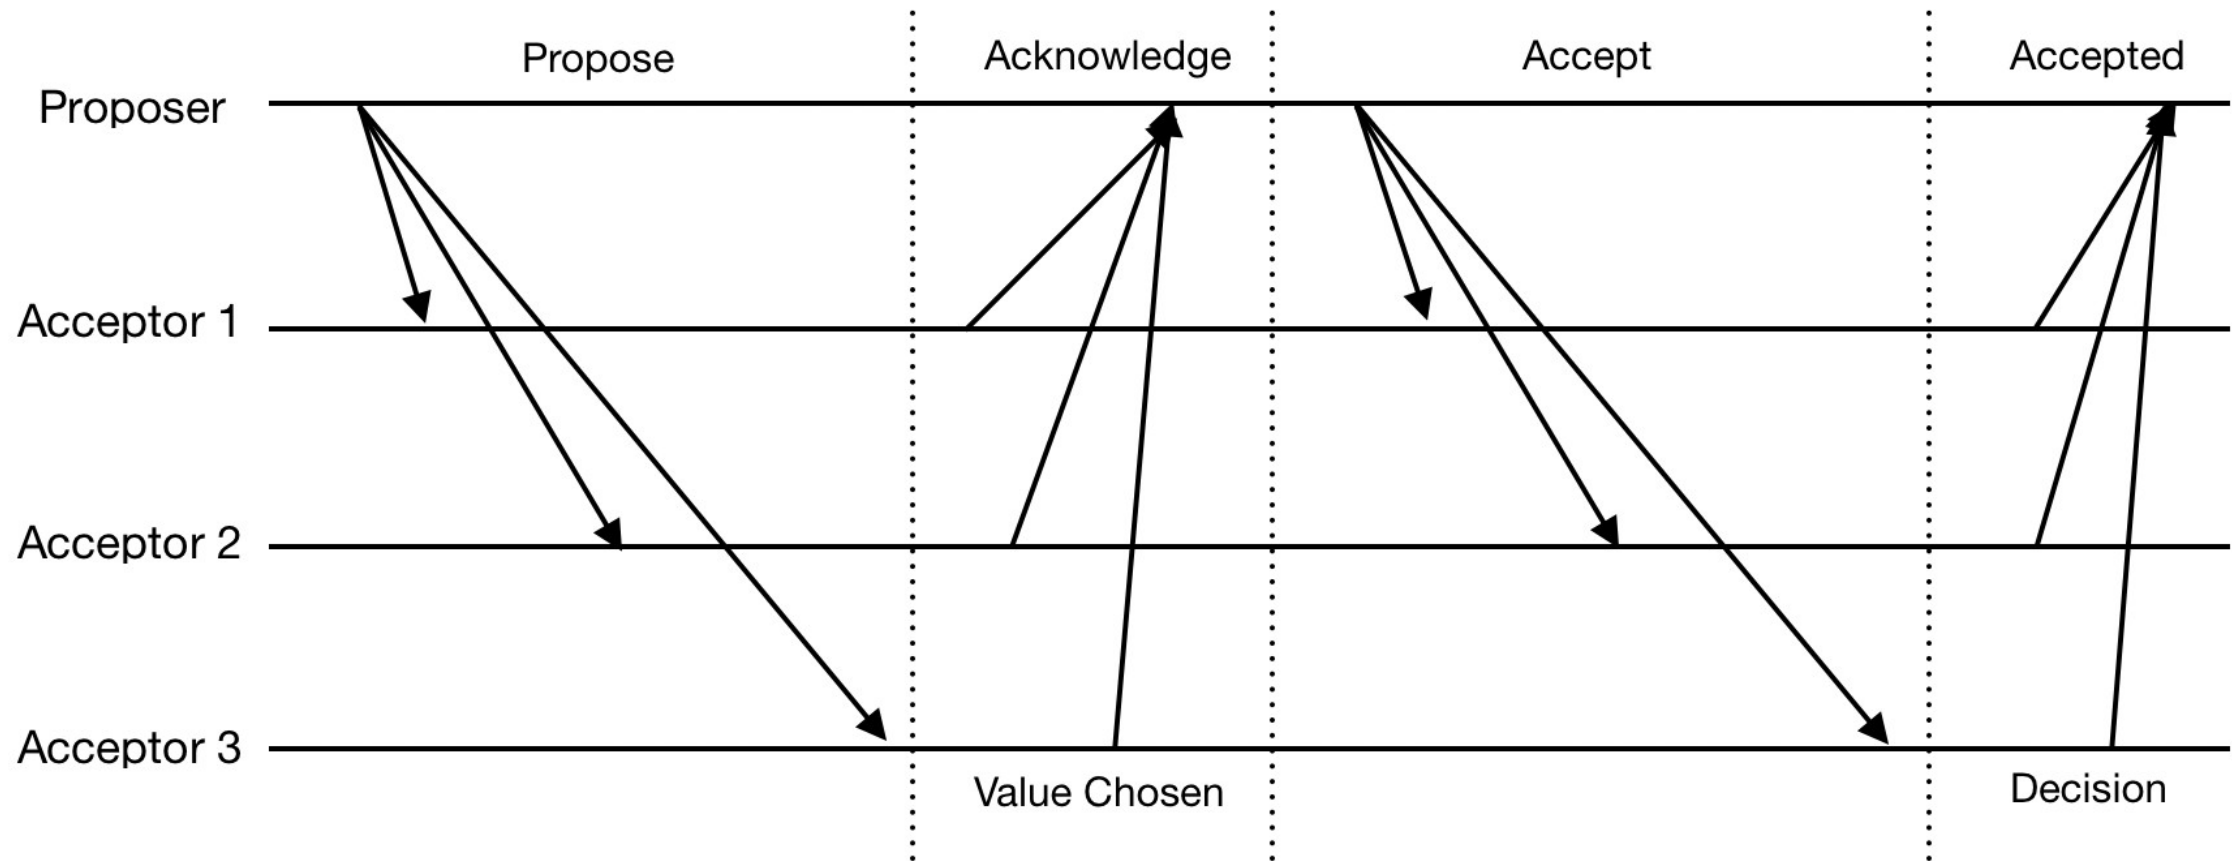 Propose
Acknowledge
Accept
Accepted
Proposer
Acceptor 1
Acceptor 2
Acceptor 3
Value Chosen
Decision